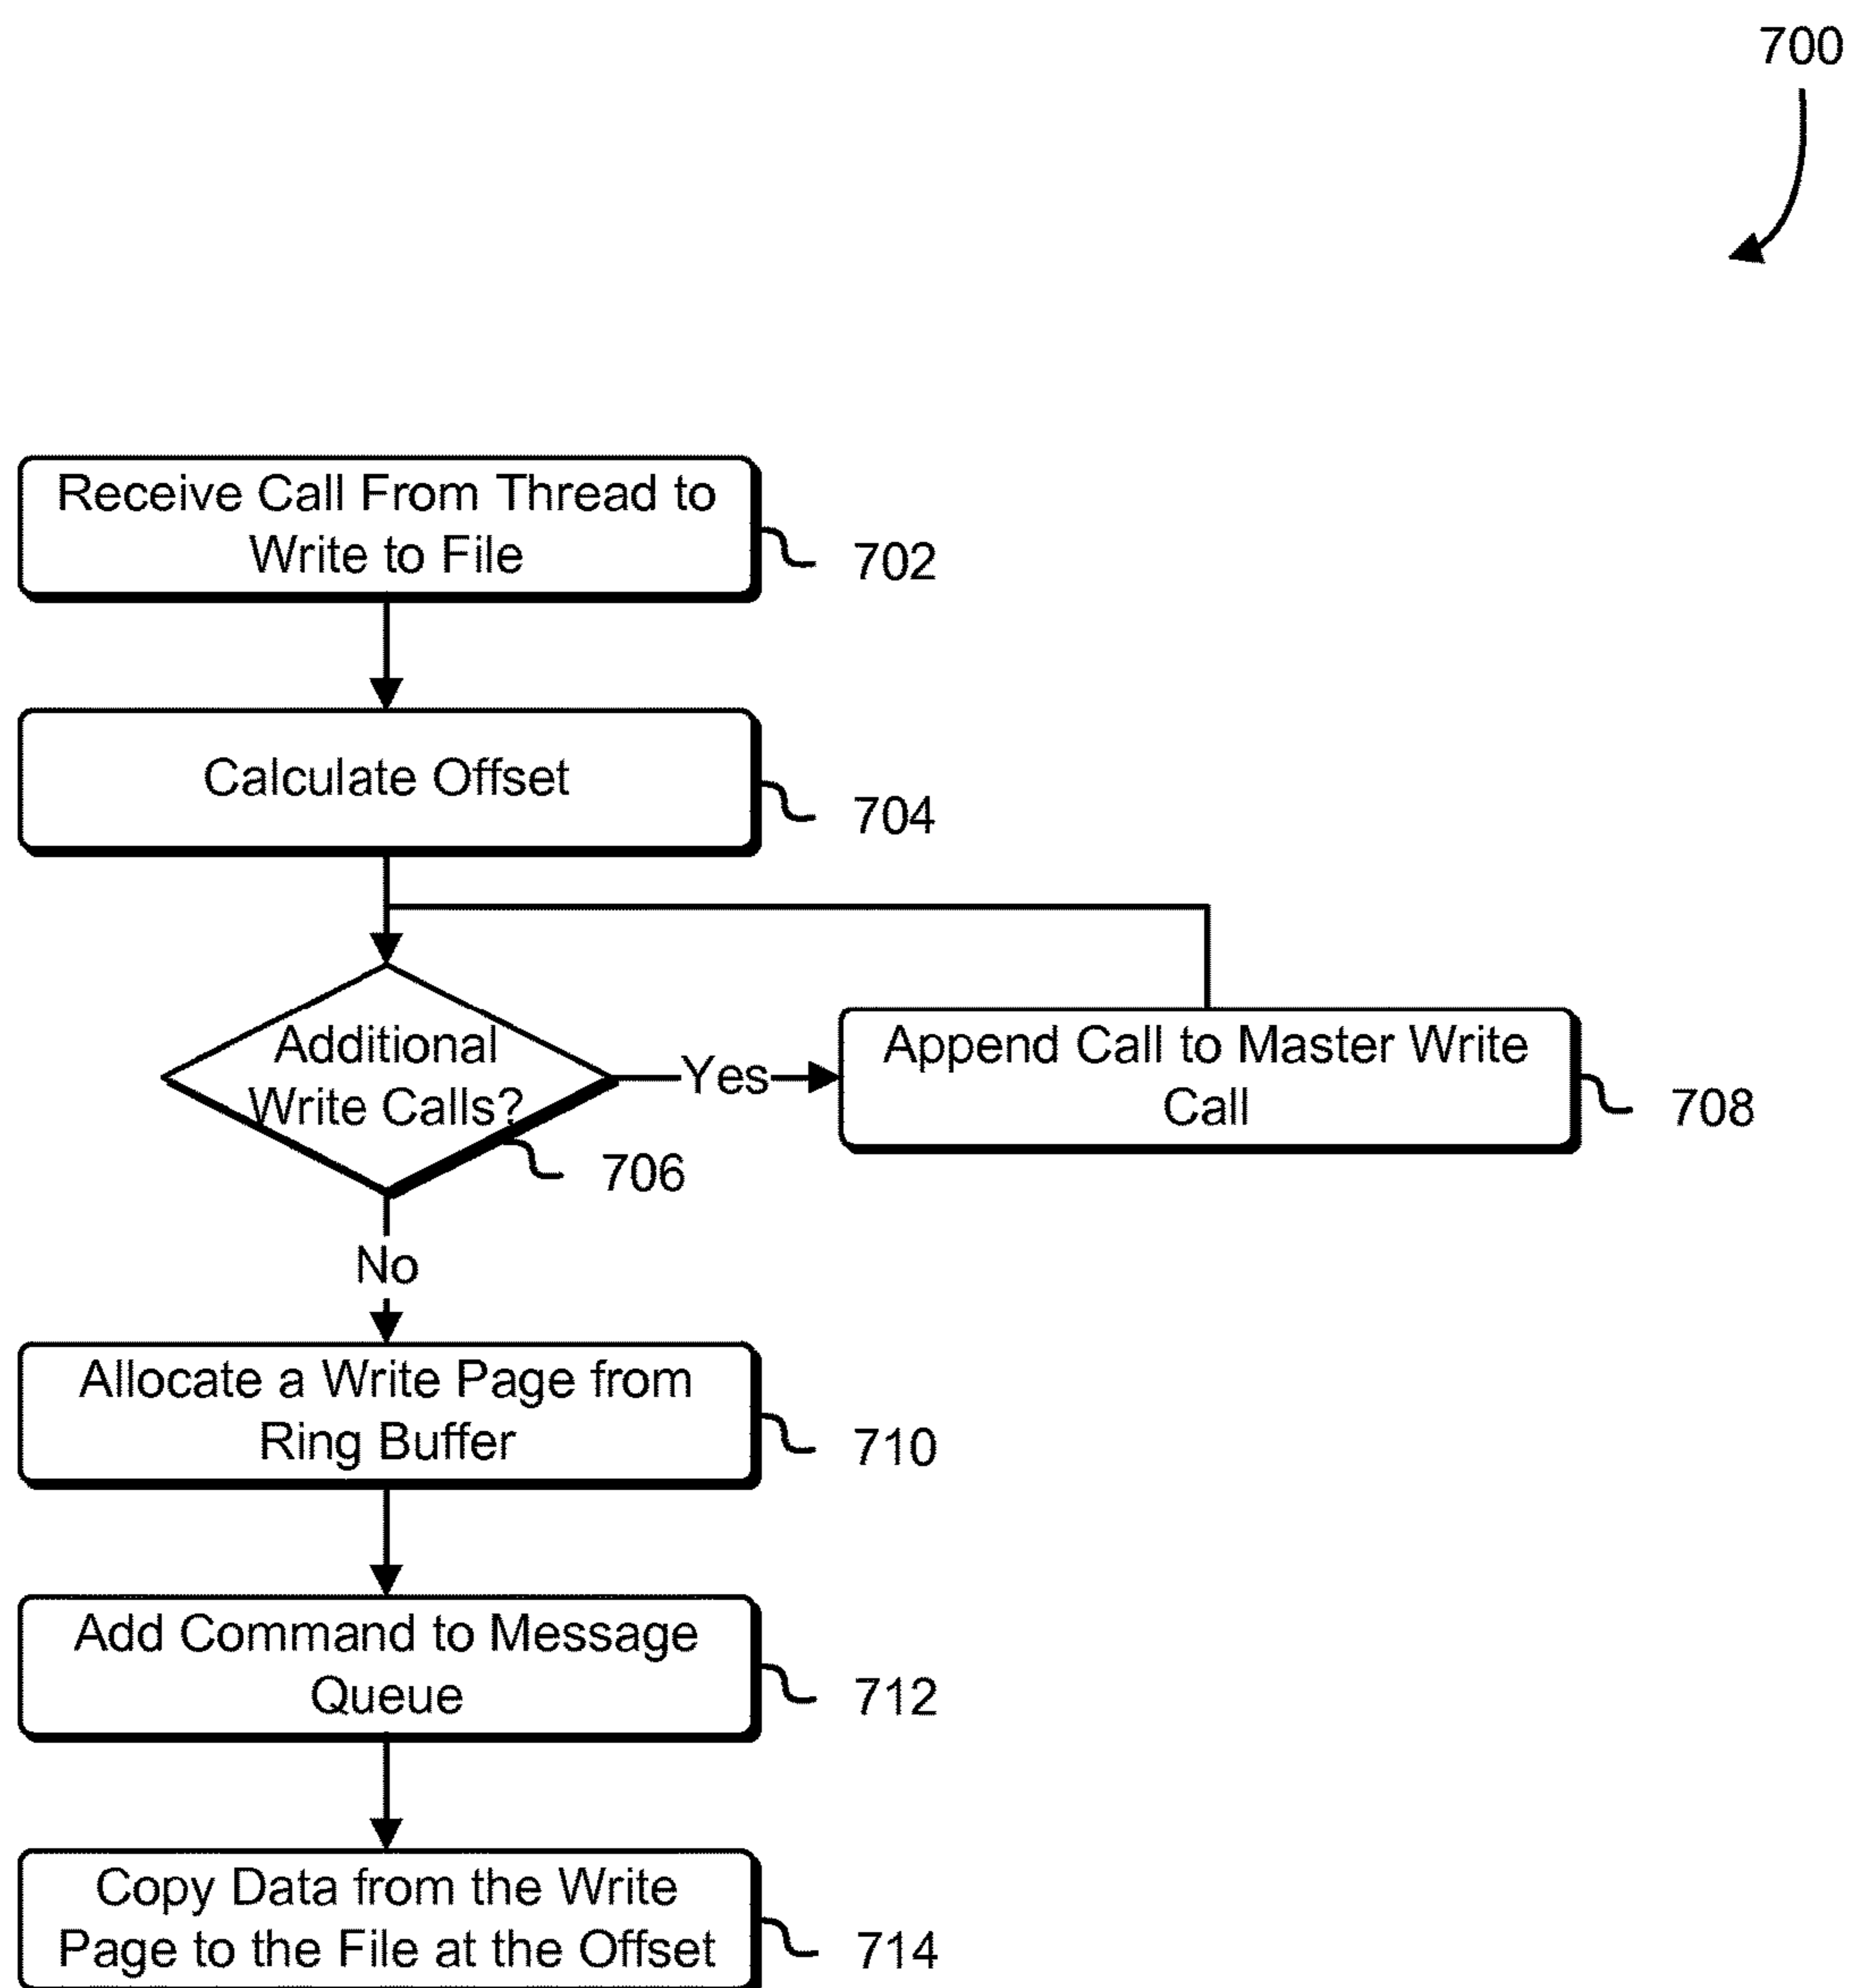 700
Receive Call From Thread to
Write to File
702
Calculate Offset
704
Additional
Write Calls?
706
Yes
Append Call to Master Write
Call
708
No
Allocate a Write Page from
Ring Buffer
710
Add Command to Message
Queue
712
Copy Data from the Write
Page to the File at the Offset
714